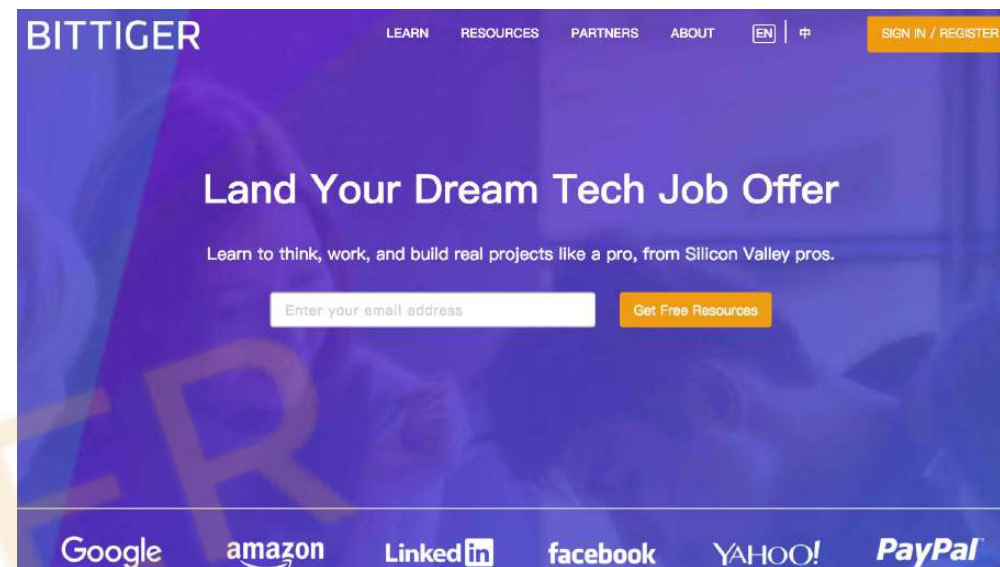 BITTIGER LEARN RESOURCES PARTNERS ABOUT EN 中 SIGN IN / REGISTER
Land Your Dream Tech Job Offer
Learn to think, work, and build real projects like a pro, from Silicon Valley pros.
Enter your email address Get Free Resources
ER
Google amazon Linked in facebook YAHOO! PayPal